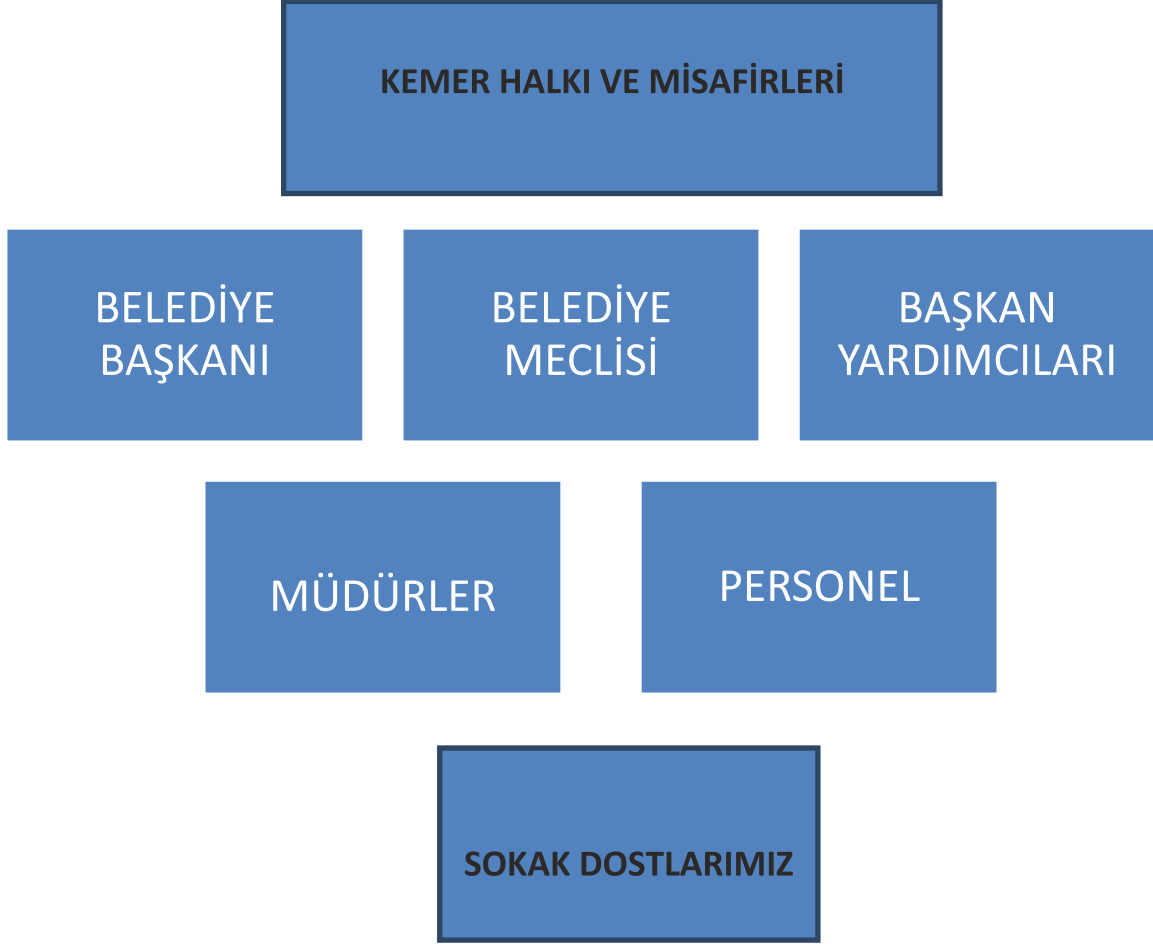 KEMER HALKI VE MİSAFİRLERİ
BELEDİYE
BAŞKANI
BELEDİYE
MECLİSİ
BAŞKAN
YARDIMCILARI
MÜDÜRLER
PERSONEL
SOKAK DOSTLARIMIZ